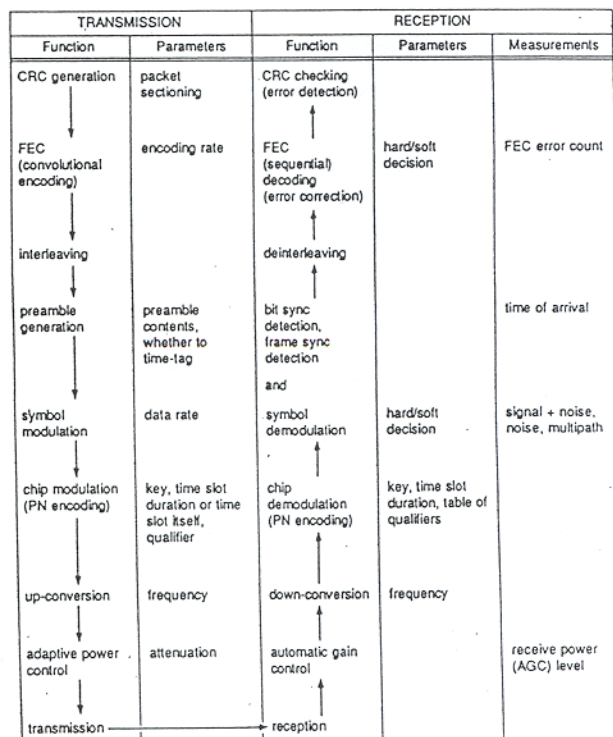 TRANSMISSION RECEPTION
Function Parameters Function Parameters Measurements
CRC generation packet CRC checking
sectioning (error detection)
FEC encoding rate FEC hard/soft FEC error count
(convolutional (sequential) decision
encoding) decoding
(error correction)
interleaving deinterleaving
preamble preamble bit sync time of arrival
generation contents, detection,
whether to frame sync
time-tag detection
and
symbol data rate symbol hard/soft signal + noise,
modulation demodulation decision noise, multipath
chip modulation key, time slot chip key, time slot
(PN encoding) duration or time demodulation duration, table of
slot itself, (PN encoding) qualifiers
qualifier
up-conversion frequency down-conversion frequency
adaptive power attenuation automatic gain receive power
control control (AGC) level
transmission reception